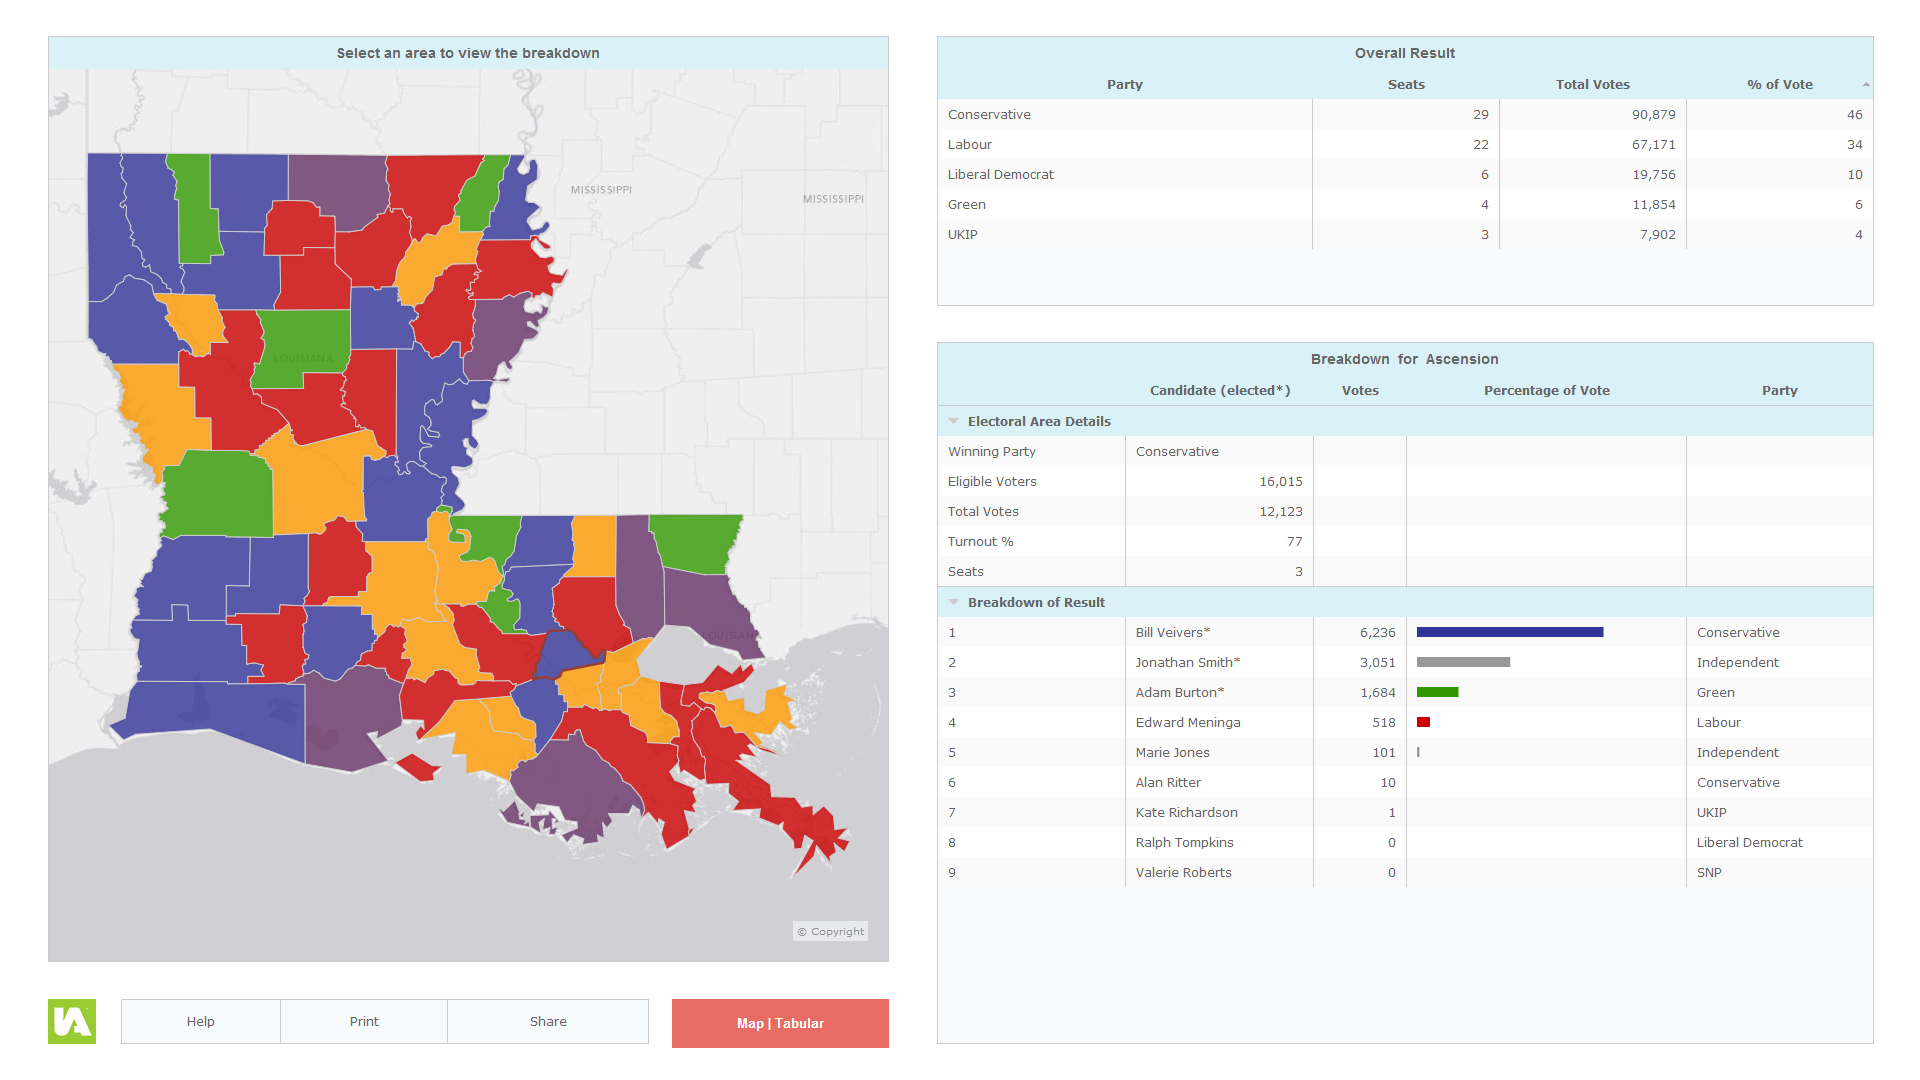 Select an area to view the breakdown
MISSISSIPPI
MISSISSIPPI
LOUISIANA
LOUISIANA
© Copyright
UA
Help Print Share Map | Tabular
Overall Result
Party Seats Total Votes % of Vote
Conservative 29 90,879 46
Labour 22 67,171 34
Liberal Democrat 6 19,756 10
Green 4 11,854 6
UKIP 3 7,902 4
Breakdown for Ascension
Candidate (elected*) Votes Percentage of Vote Party
Electoral Area Details
Winning Party Conservative
Eligible Voters 16,015
Total Votes 12,123
Turnout % 77
Seats 3
Breakdown of Result
1 Bill Veivers* 6,236 Conservative
2 Jonathan Smith* 3,051 Independent
3 Adam Burton* 1,684 Green
4 Edward Meninga 518 Labour
5 Marie Jones 101 Independent
6 Alan Ritter 10 Conservative
7 Kate Richardson 1 UKIP
8 Ralph Tompkins 0 Liberal Democrat
9 Valerie Roberts 0 SNP